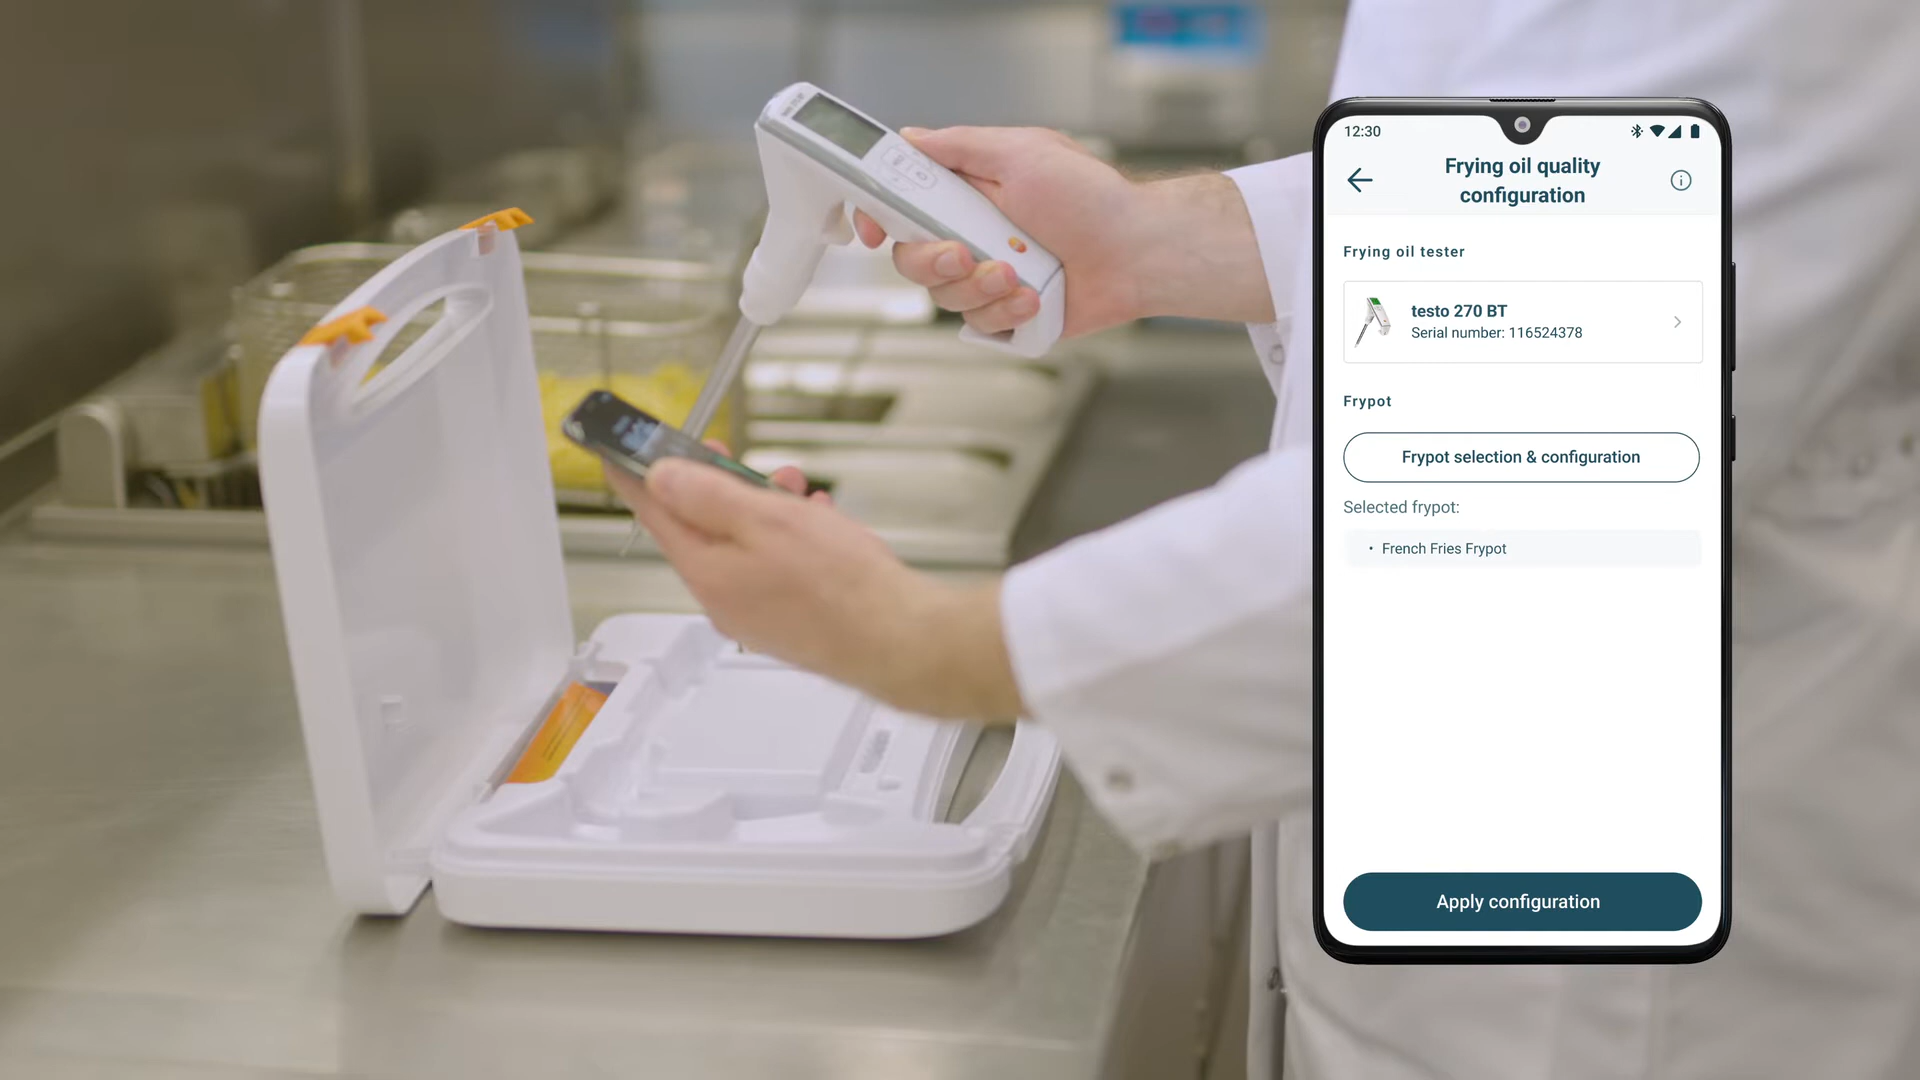 12:30
Frying oil quality
configuration
Frying oil tester
testo 270 BT
Serial number: 116524378
Frypot
Frypot selection & configuration
Selected frypot:
• French Fries Frypot
Apply configuration